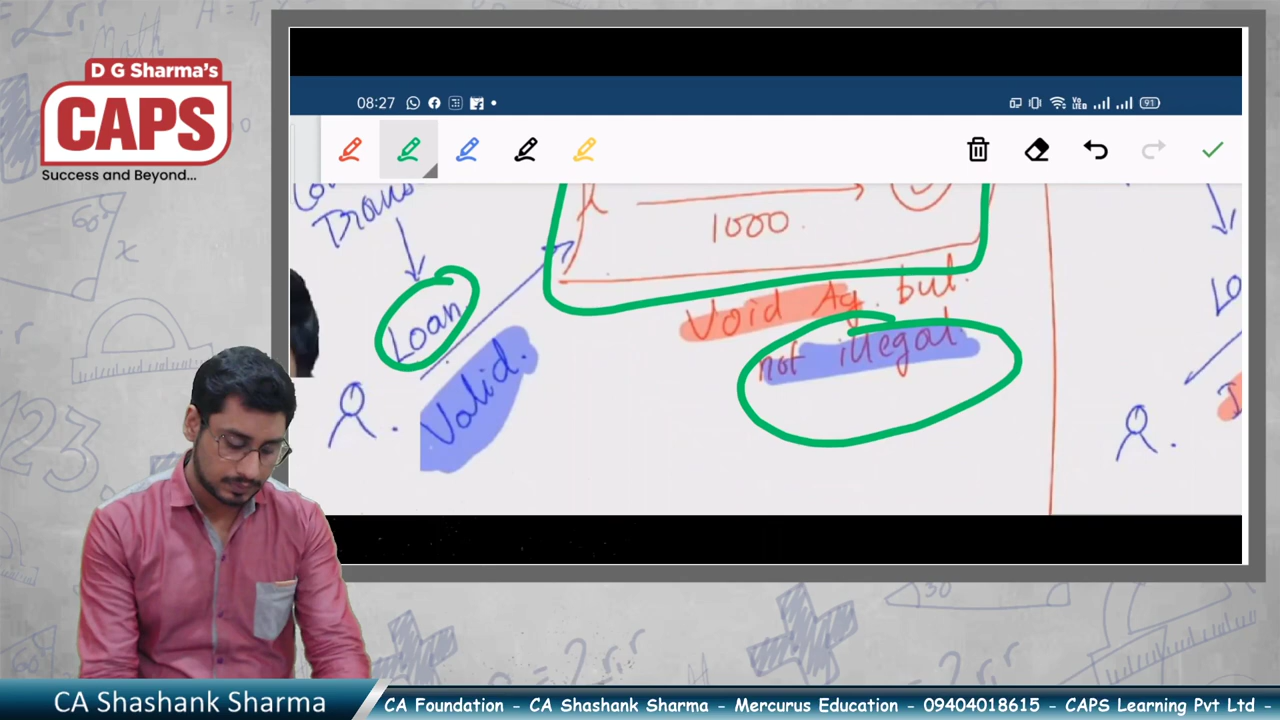 D G Sharma's
CAPS
Success and Beyond...
08:27
91
Trans
1000.
Loan
Void Ag. but
not illegal
Valid.
CA Shashank Sharma
CA Foundation - CA Shashank Sharma - Mercurus Education - 09404018615 - CAPS Learning Pvt Ltd -